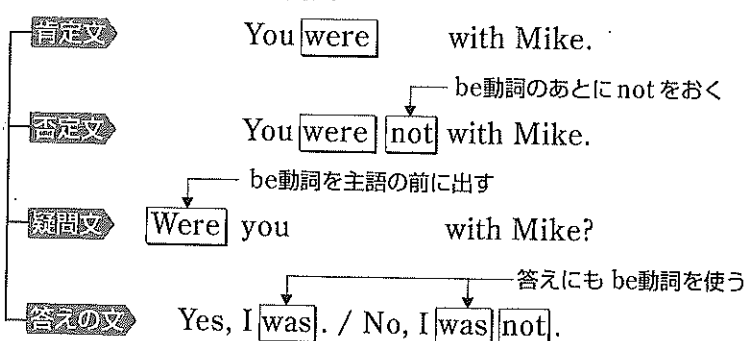 肯定文 You were with Mike.
be動詞のあとに not をおく
否定文 You were not with Mike.
be動詞を主語の前に出す
疑問文 Were you with Mike?
答えにも be動詞を使う
答えの文 Yes, I was. / No, I was not.